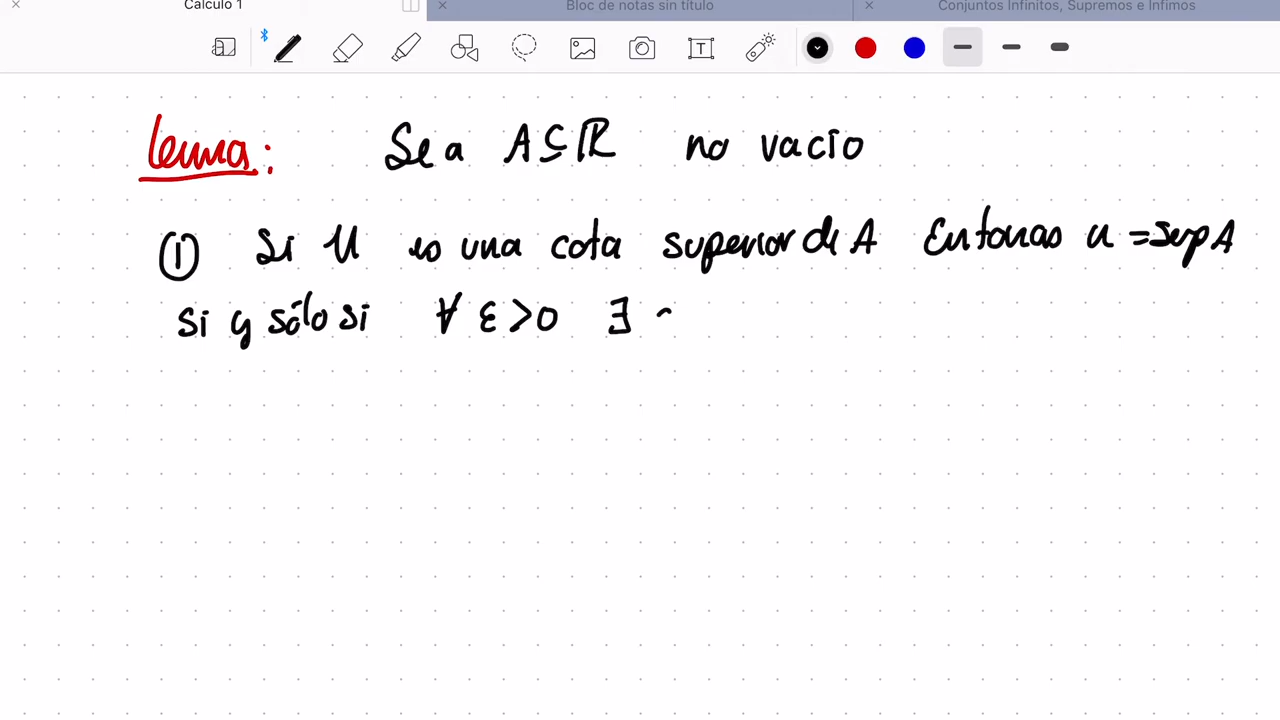 Calculo 1
Bloc de notas sin título
Conjuntos Infinitos, Supremos e Infimos
Lema: Sea A ⊆ ℝ no vacio
① Si u es una cota superior de A Entonces u = sup A
si y sólo si ∀ ε > 0 ∃